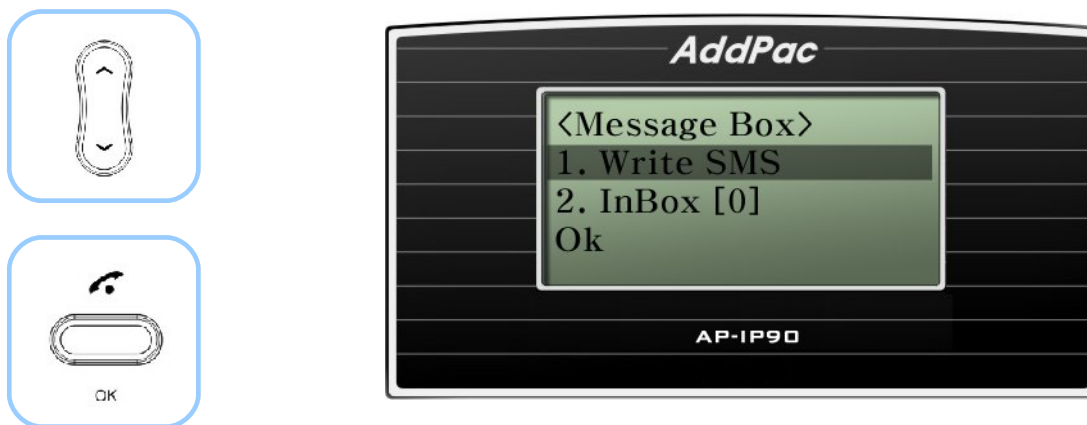 OK
AddPac
<Message Box>
1. Write SMS
2. InBox [0]
Ok
AP-IP90